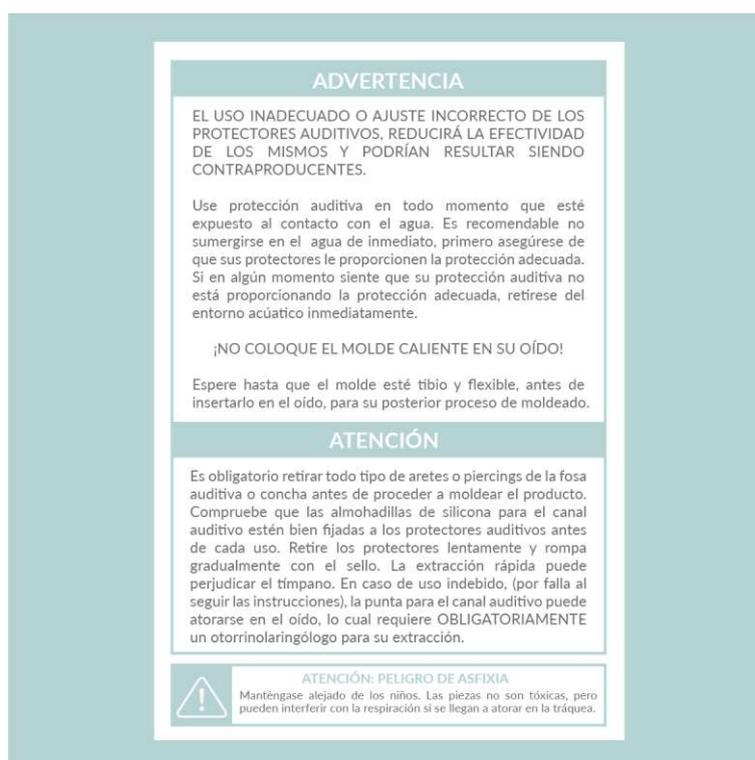 ADVERTENCIA
EL USO INADECUADO O AJUSTE INCORRECTO DE LOS
PROTECTORES AUDITIVOS, REDUCIRÁ LA EFECTIVIDAD
DE LOS MISMOS Y PODRÍAN RESULTAR SIENDO
CONTRAPRODUCENTES.
Use protección auditiva en todo momento que esté
expuesto al contacto con el agua. Es recomendable no
sumergirse en el agua de inmediato, primero asegúrese de
que sus protectores le proporcionen la protección adecuada.
Si en algún momento siente que su protección auditiva no
está proporcionando la protección adecuada, retirese del
entorno acúatico inmediatamente.
¡NO COLOQUE EL MOLDE CALIENTE EN SU OÍDO!
Espere hasta que el molde esté tibio y flexible, antes de
insertarlo en el oído, para su posterior proceso de moldeado.
ATENCIÓN
Es obligatorio retirar todo tipo de aretes o piercings de la fosa
auditiva o concha antes de proceder a moldear el producto.
Compruebe que las almohadillas de silicona para el canal
auditivo estén bien fijadas a los protectores auditivos antes
de cada uso. Retire los protectores lentamente y rompa
gradualmente con el sello. La extracción rápida puede
perjudicar el tímpano. En caso de uso indebido, (por falla al
seguir las instrucciones), la punta para el canal auditivo puede
atorarse en el oído, lo cual requiere OBLIGATORIAMENTE
un otorrinolaringólogo para su extracción.
ATENCIÓN: PELIGRO DE ASFIXIA
Manténgase alejado de los niños. Las piezas no son tóxicas, pero
pueden interferir con la respiración si se llegan a atorar en la tráquea.